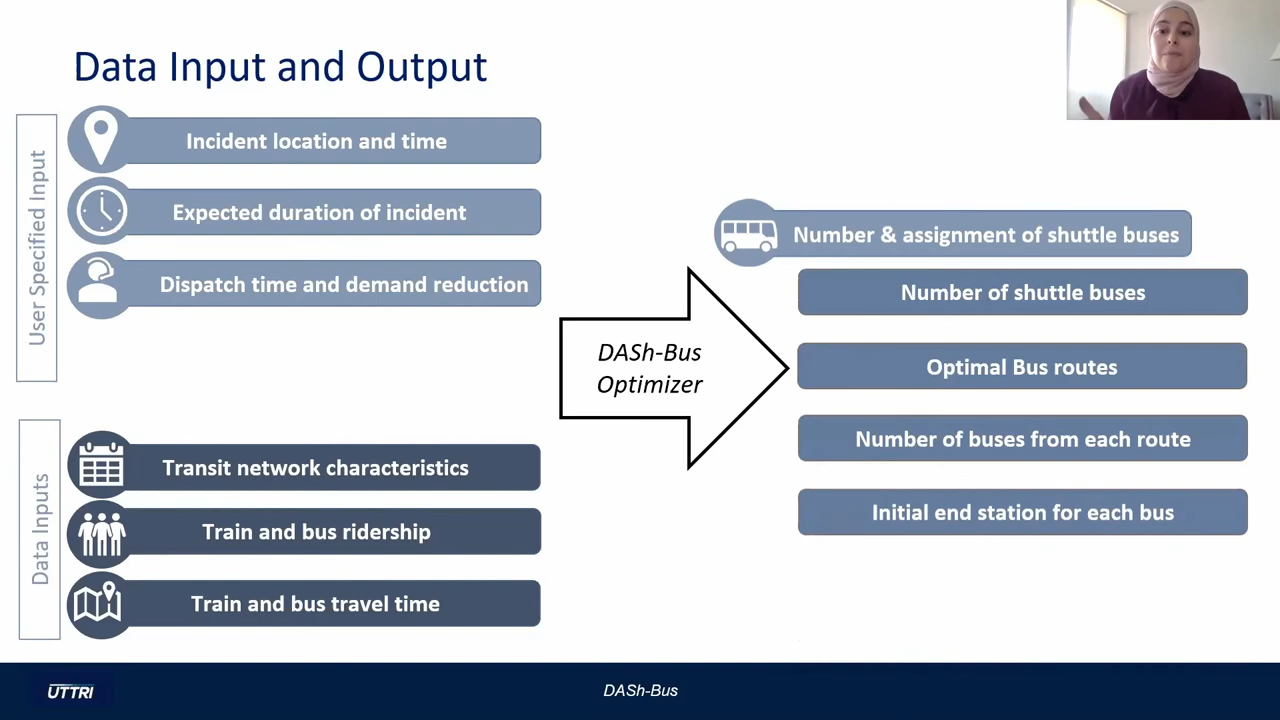 Data Input and Output
User Specified Input
Incident location and time
Expected duration of incident
Dispatch time and demand reduction
Data Inputs
Transit network characteristics
Train and bus ridership
Train and bus travel time
DASh-Bus
Optimizer
Number & assignment of shuttle buses
Number of shuttle buses
Optimal Bus routes
Number of buses from each route
Initial end station for each bus
UTTRI
DASh-Bus